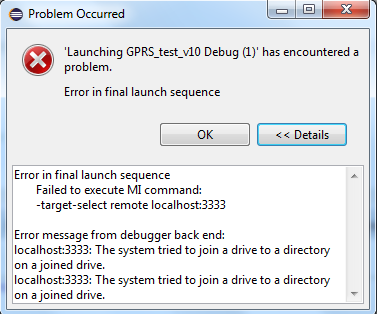 Problem Occurred
'Launching GPRS_test_v10 Debug (1)' has encountered a
problem.
Error in final launch sequence
OK
<< Details
Error in final launch sequence
Failed to execute MI command:
-target-select remote localhost:3333
Error message from debugger back end:
localhost:3333: The system tried to join a drive to a directory
on a joined drive.
localhost:3333: The system tried to join a drive to a directory
on a joined drive.